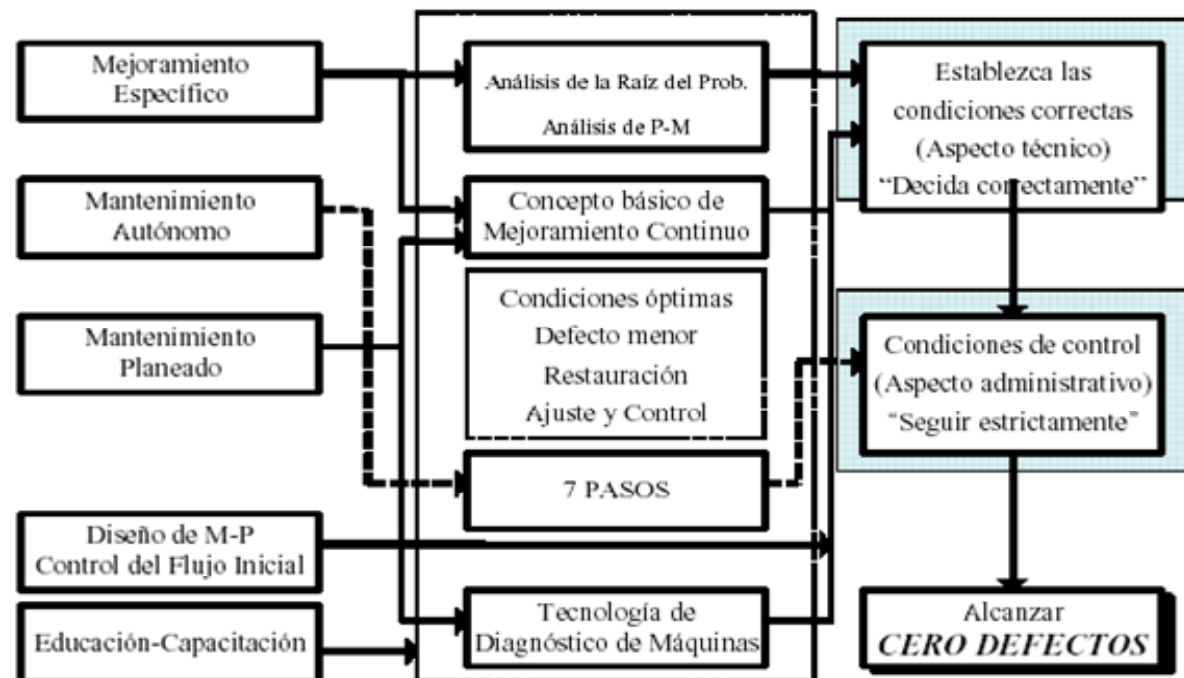 Mejoramiento
Específico
Mantenimiento
Autónomo
Mantenimiento
Planeado
Diseño de M-P
Control del Flujo Inicial
Educación-Capacitación
Análisis de la Raíz del Prob.
Análisis de P-M
Concepto básico de
Mejoramiento Continuo
Condiciones óptimas
Defecto menor
Restauración
Ajuste y Control
7 PASOS
Tecnología de
Diagnóstico de Máquinas
Establezca las
condiciones correctas
(Aspecto técnico)
“Decida correctamente”
Condiciones de control
(Aspecto administrativo)
“Seguir estrictamente”
Alcanzar
CERO DEFECTOS